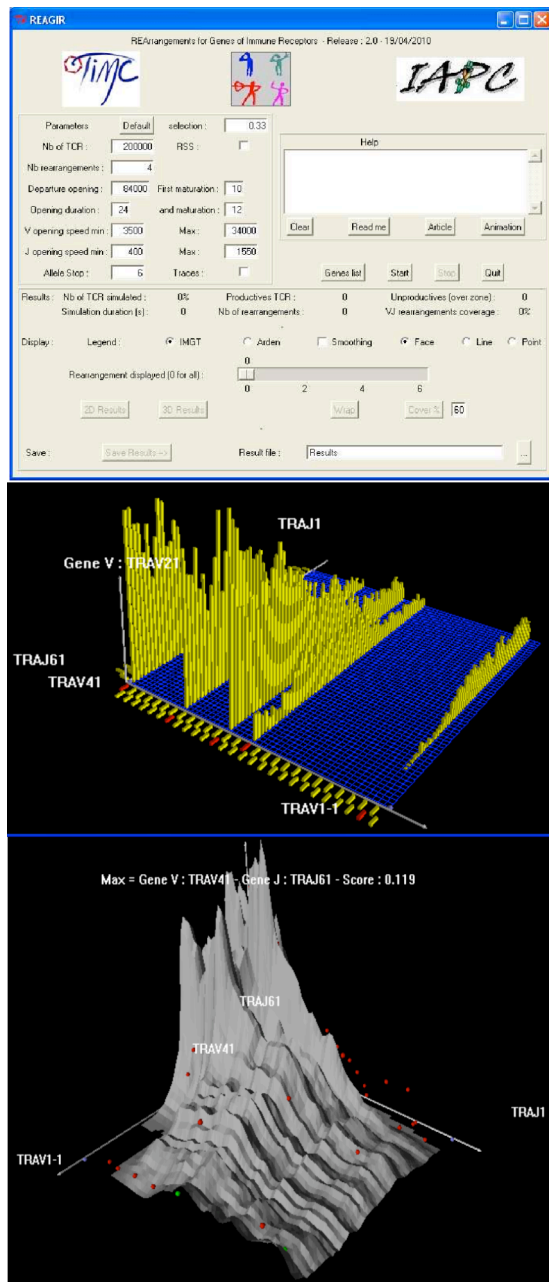 REAGIR
REArrangements for Genes of Immune Receptors - Release : 2.0 - 19/04/2010
TiMC
IAPC
Parameters Default selection : 0.33
Nb of TCR : 200000 RSS :
Nb rearrangements : 4
Departure opening : 84000 First maturation : 10
Opening duration : 24 and maturation : 12
V opening speed min : 3500 Max : 34000
J opening speed min : 400 Max : 1550
Allele Stop : 6 Traces :
Help
Clear Read me Article Animation
Genes list Start Stop Quit
Results : Nb of TCR simulated : 0% Productives TCR : 0 Unproductives (over zone) : 0
Simulation duration (s) : 0 Nb of rearrangements : 0 VJ rearrangements coverage : 0%
Display : Legend : IMGT Arden Smoothing Face Line Point
0
Rearrangement displayed (0 for all) :
0 2 4 6
2D Results 3D Results Wrap Cover % 60
Save : Save Results --> Result file : Results ...
TRAJ1
Gene V : TRAV21
TRAJ61
TRAV41
TRAV1-1
Max = Gene V : TRAV41 - Gene J : TRAJ61 - Score : 0.119
TRAJ61
TRAV41
TRAJ1
TRAV1-1